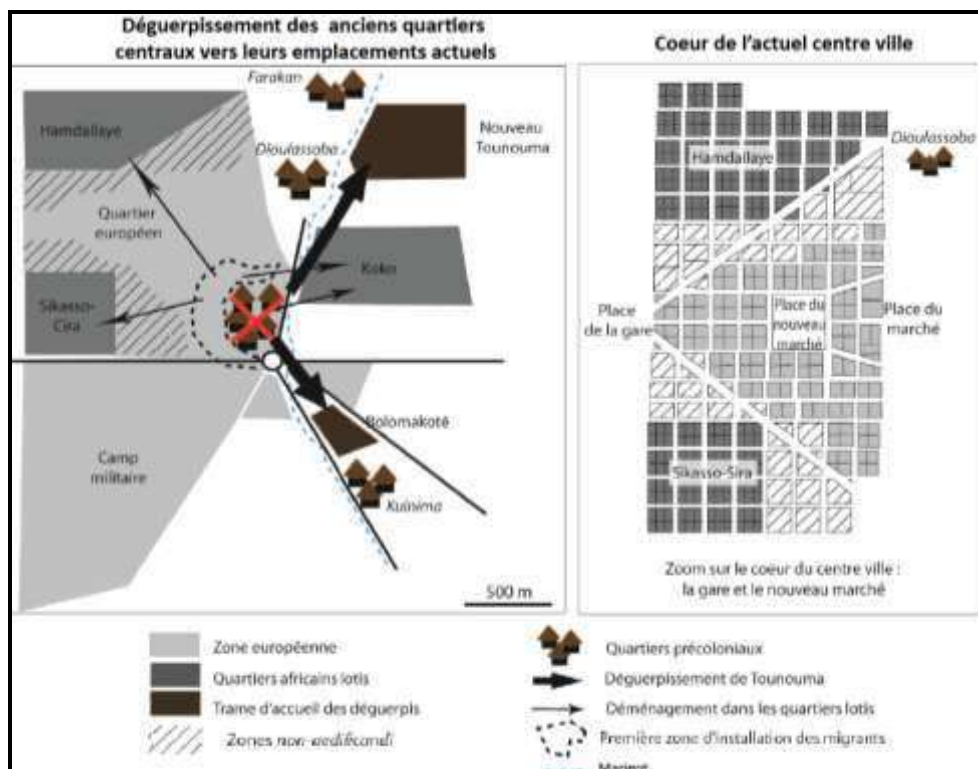 Déguerpissement des anciens quartiers
centraux vers leurs emplacements actuels
Farakan
Hamdallaye
Dioulassoba
Nouveau
Tounouma
Quartier
européen
Koko
Sikasso-
Cira
Bolomakoté
Camp
militaire
Kuinima
500 m
Coeur de l'actuel centre ville
Dioulassoba
Hamdallaye
Place
de la gare
Place du
nouveau
marché
Place du
marché
Sikasso-Sira
Zoom sur le coeur du centre ville :
la gare et le nouveau marché
Zone européenne
Quartiers africains lotis
Trame d'accueil des déguerpis
Zones non-aedificandi
Quartiers précoloniaux
Déguerpissement de Tounouma
Déménagement dans les quartiers lotis
Première zone d'installation des migrants